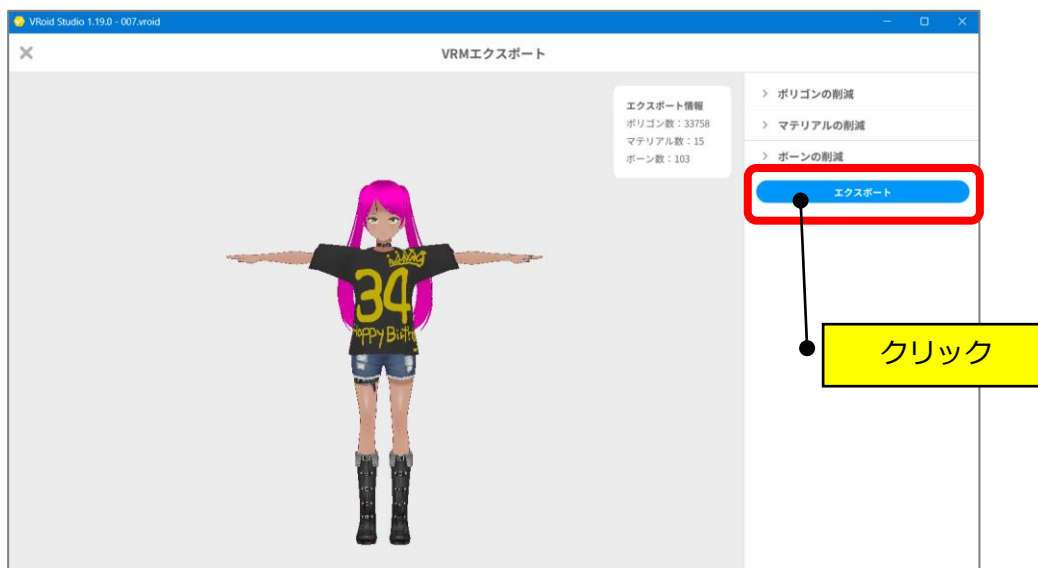 VRoid Studio 1.19.0 - 007.vroid
VRMエクスポート
エクスポート情報
ポリゴン数：33758
マテリアル数：15
ボーン数：103
ポリゴンの削減
マテリアルの削減
ボーンの削減
エクスポート
クリック
34